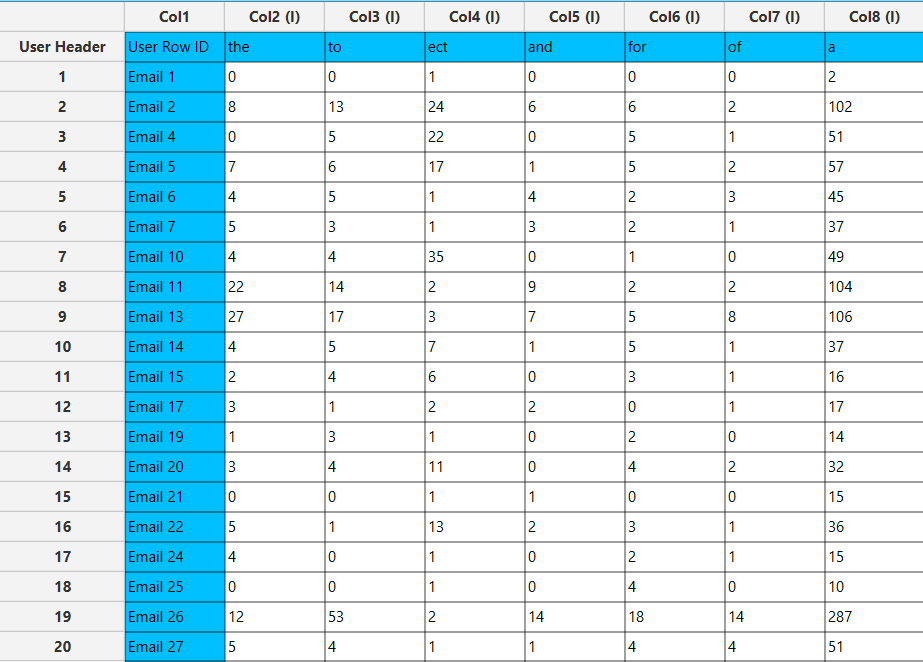 Col1 Col2 (I) Col3 (I) Col4 (I) Col5 (I) Col6 (I) Col7 (I) Col8 (I)
User Header User Row ID the to ect and for of a
1 Email 1 0 0 1 0 0 0 2
2 Email 2 8 13 24 6 6 2 102
3 Email 4 0 5 22 0 5 1 51
4 Email 5 7 6 17 1 5 2 57
5 Email 6 4 5 1 4 2 3 45
6 Email 7 5 3 1 3 2 1 37
7 Email 10 4 4 35 0 1 0 49
8 Email 11 22 14 2 9 2 2 104
9 Email 13 27 17 3 7 5 8 106
10 Email 14 4 5 7 1 5 1 37
11 Email 15 2 4 6 0 3 1 16
12 Email 17 3 1 2 2 0 1 17
13 Email 19 1 3 1 0 2 0 14
14 Email 20 3 4 11 0 4 2 32
15 Email 21 0 0 1 1 0 0 15
16 Email 22 5 1 13 2 3 1 36
17 Email 24 4 0 1 0 2 1 15
18 Email 25 0 0 1 0 4 0 10
19 Email 26 12 53 2 14 18 14 287
20 Email 27 5 4 1 1 4 4 51